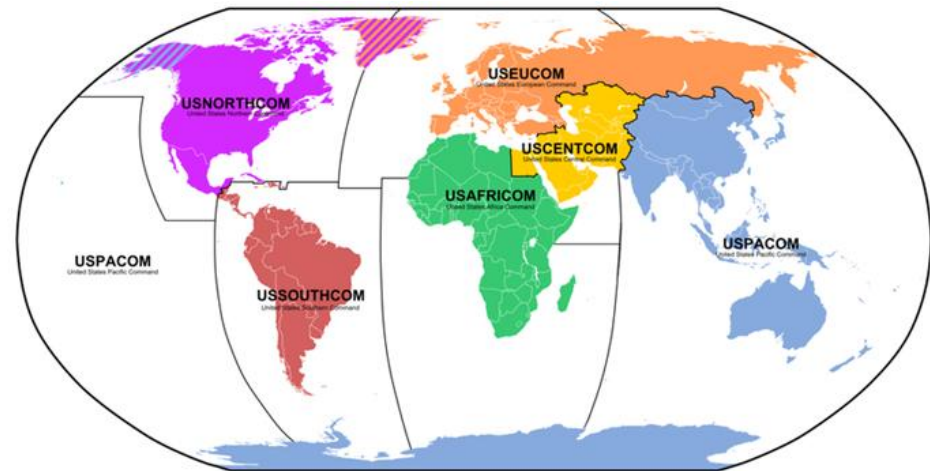 USEUCOM
United States European Command
USNORTHCOM
United States Northern Command
USCENTCOM
United States Central Command
USAFRICOM
United States Africa Command
USPACOM
United States Pacific Command
USPACOM
United States Pacific Command
USSOUTHCOM
United States Southern Command